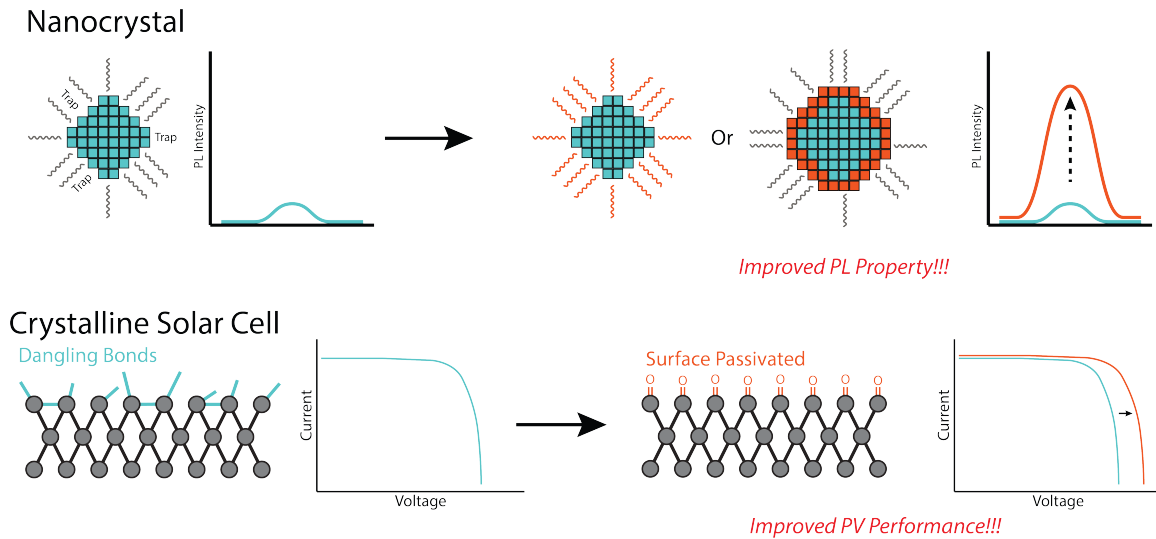 Nanocrystal
Trap
Trap
Trap
PL Intensity
Or
PL Intensity
Improved PL Property!!!
Crystalline Solar Cell
Dangling Bonds
Current
Voltage
Surface Passivated
O O O O O O O O
Current
Voltage
Improved PV Performance!!!